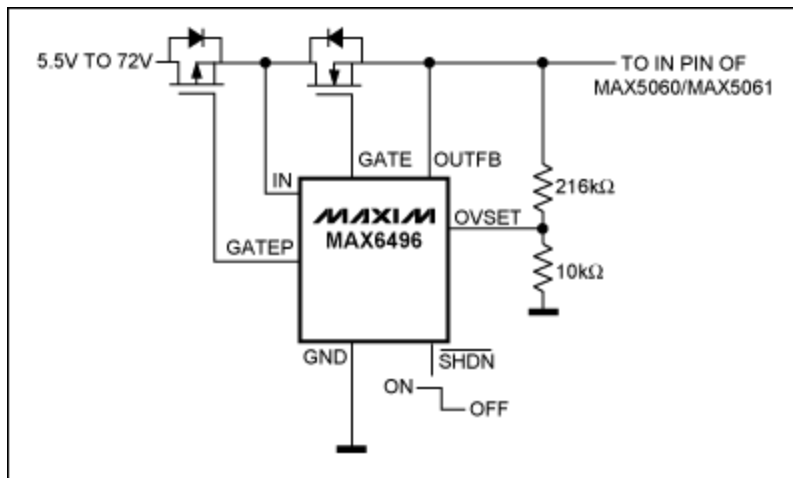 5.5V TO 72V
TO IN PIN OF
MAX5060/MAX5061
GATE
OUTFB
IN
216kΩ
MAXIM
MAX6496
OVSET
GATEP
10kΩ
GND
SHDN
ON
OFF